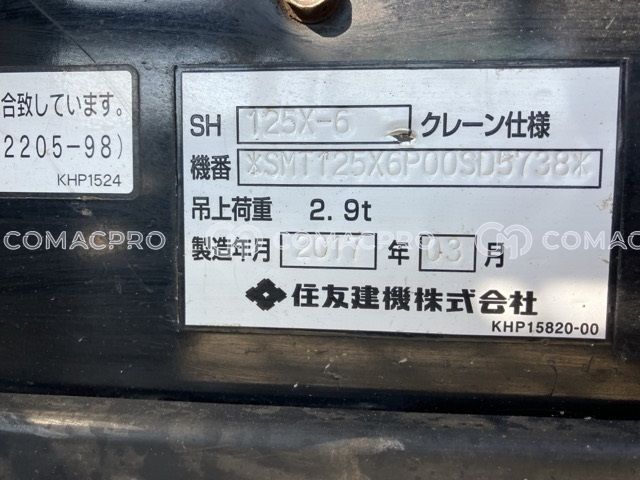 合致しています。
2205-98)
KHP1524
SH 125X-6 クレーン仕様
機番 *SMT125X6P00SD5738*
吊上荷重 2.9t
製造年月 2017 年 03 月
住友建機株式会社
KHP15820-00
COMACPRO COMACPRO COMACPRO COMACPRO